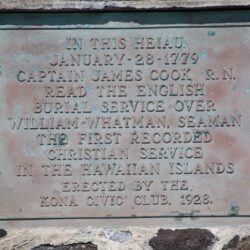 IN THIS HEIAU
JANUARY-28-1779
CAPTAIN JAMES COOK R.N.
READ THE ENGLISH
BURIAL SERVICE OVER
WILLIAM-WHATMAN, SEAMAN
THE FIRST RECORDED
CHRISTIAN SERVICE
IN THE HAWAIIAN ISLANDS
ERECTED BY THE
KONA CIVIC CLUB, 1928.